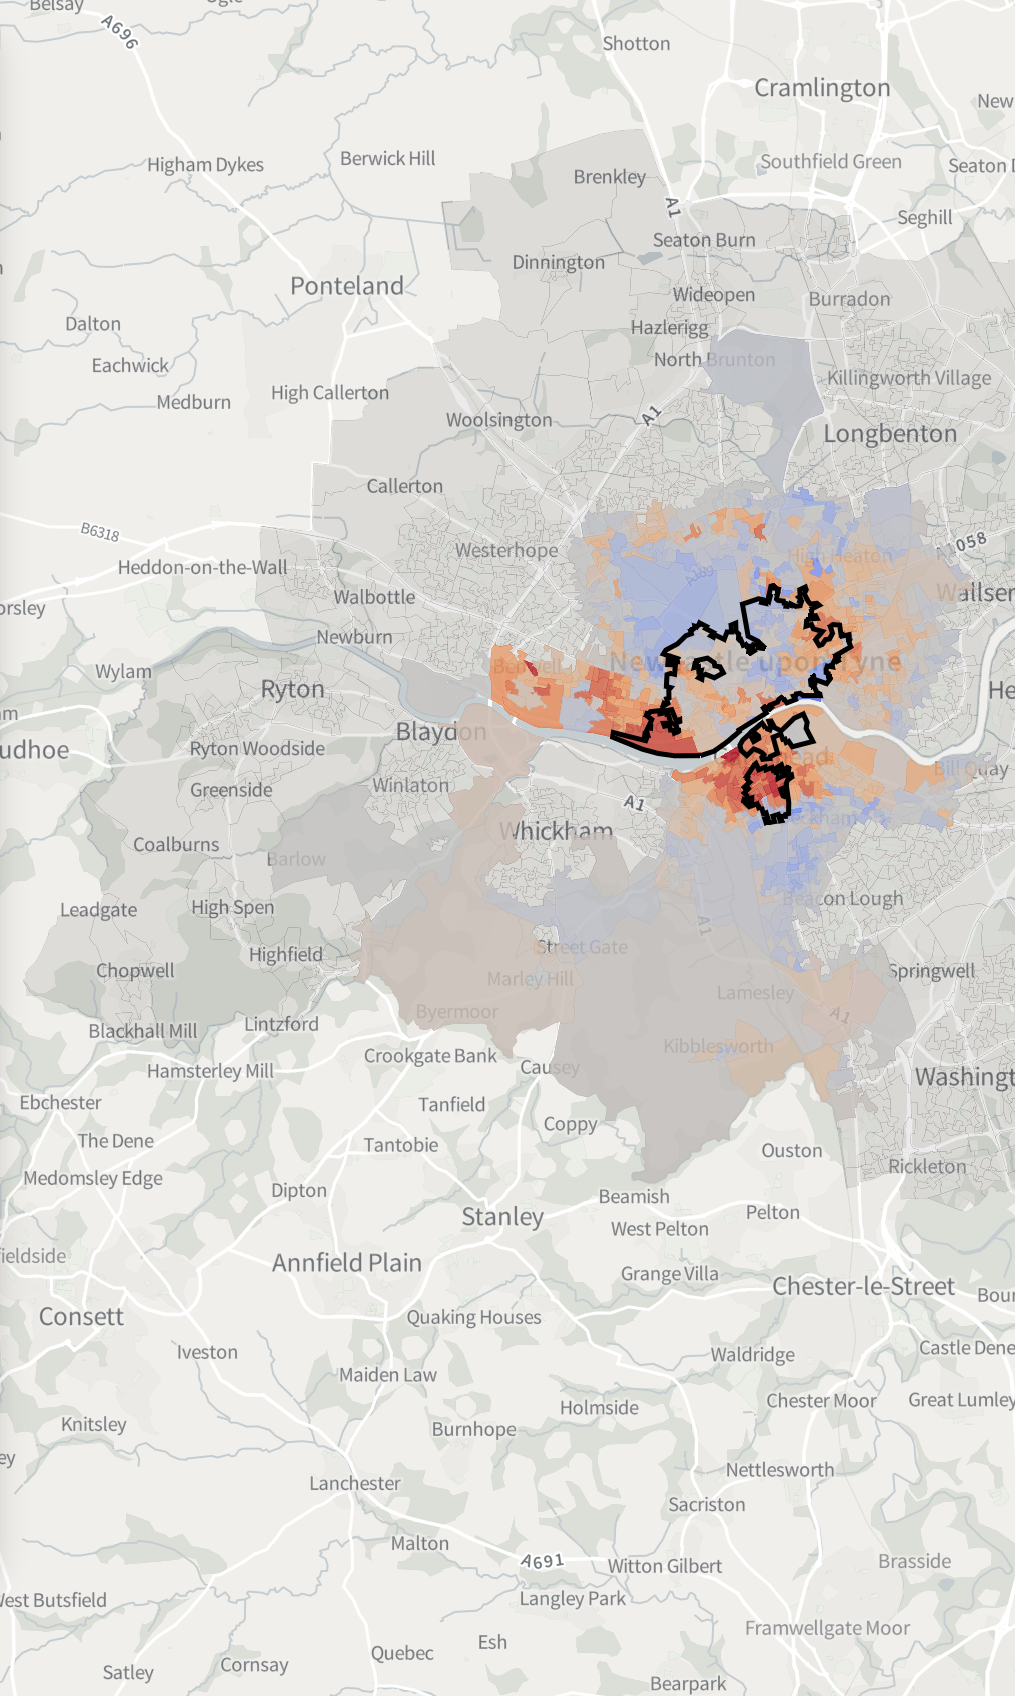 Belsay
A696
Shotton
Cramlington
New
Higham Dykes
Berwick Hill
Southfield Green
Seaton D
Brenkley
A1
Seghill
Seaton Burn
Dinnington
Ponteland
Wideopen
Burradon
Dalton
Hazlerigg
Eachwick
North Brunton
Killingworth Village
High Callerton
Medburn
Woolsington
A1
Longbenton
Callerton
B6318
Westerhope
High Heaton
A1058
Heddon-on-the-Wall
A189
Wallsen
orsley
Walbottle
Newburn
Wylam
Benwell
Newcastle upon Tyne
Ryton
He
am
Blaydon
udhoe
Ryton Woodside
Bill Quay
Greenside
Winlaton
A1
Whickham
Coalburns
Barlow
Leadgate
High Spen
Beacon Lough
A1
Highfield
Street Gate
Chopwell
Marley Hill
Springwell
Lamesley
Byermoor
A1
Blackhall Mill
Lintzford
Kibblesworth
Crookgate Bank
Causey
Hamsterley Mill
Washingt
Ebchester
Tanfield
Coppy
The Dene
Tantobie
Ouston
Medomsley Edge
Rickleton
Dipton
Beamish
Stanley
Pelton
West Pelton
fieldside
Annfield Plain
Grange Villa
Chester-le-Street
Bour
Consett
Quaking Houses
Iveston
Waldridge
Castle Dene
Maiden Law
Knitsley
Holmside
Chester Moor
Great Lumley
Burnhope
ey
Nettlesworth
Lanchester
Sacriston
Malton
A691
Witton Gilbert
Brasside
West Butsfield
Langley Park
Framwellgate Moor
Esh
Quebec
Cornsay
Satley
Bearpark